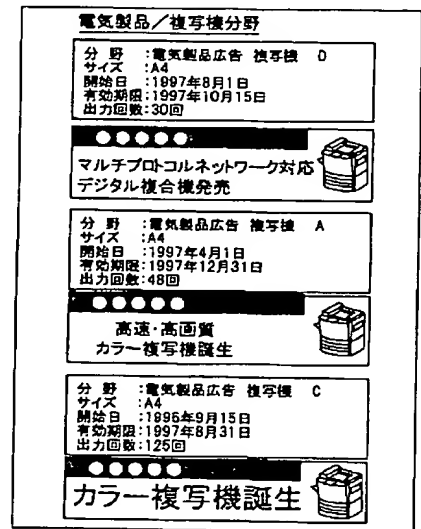 電気製品／複写機分野
分 野 :電気製品広告 複写機 D
サイズ :A4
開始日 :1997年8月1日
有効期限:1997年10月15日
出力回数:30回
●●●●●
マルチプロトコルネットワーク対応
デジタル複合機発売
分 野 :電気製品広告 複写機 A
サイズ :A4
開始日 :1997年4月1日
有効期限:1997年12月31日
出力回数:48回
●●●●●
高速・高画質
カラー複写機誕生
分 野 :電気製品広告 複写機 C
サイズ :A4
開始日 :1996年9月15日
有効期限:1997年8月31日
出力回数:125回
●●●●●
カラー複写機誕生